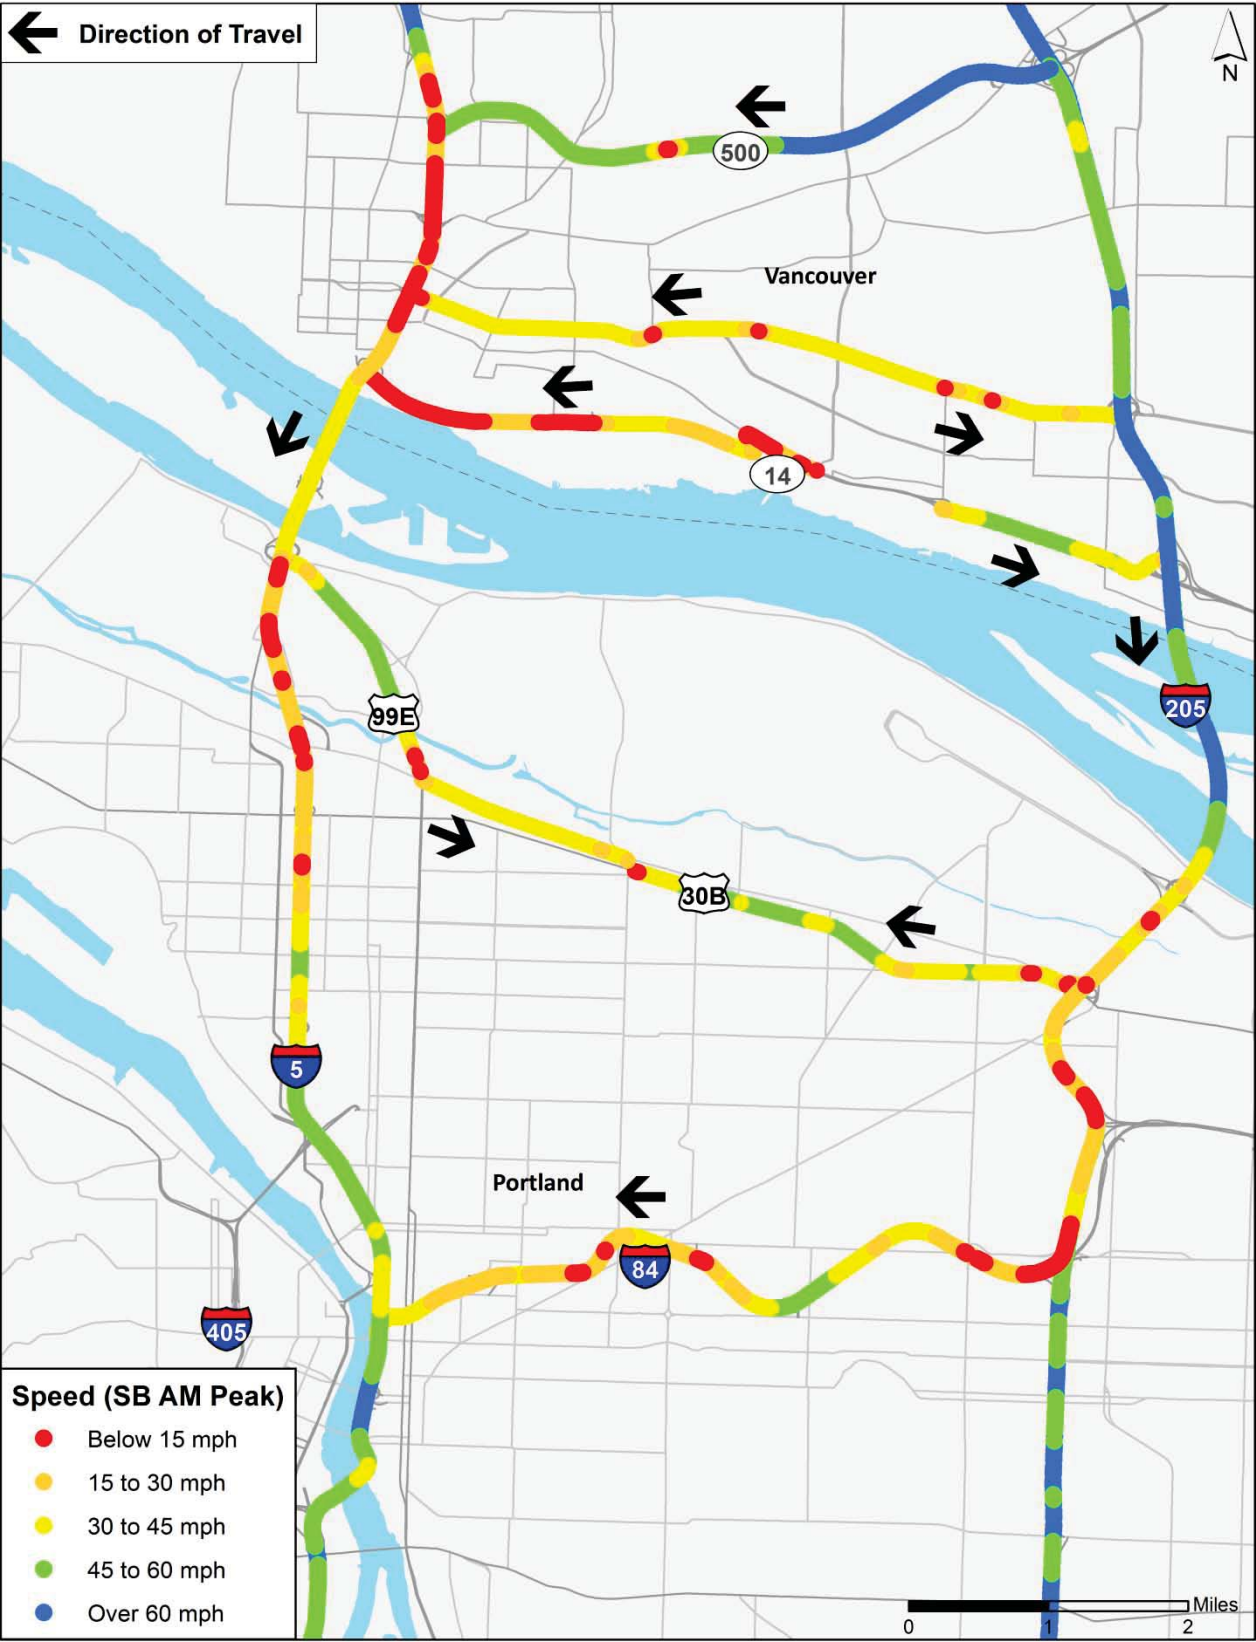 Direction of Travel
N
500
Vancouver
14
205
99E
30B
5
Portland
84
405
Speed (SB AM Peak)
Below 15 mph
15 to 30 mph
30 to 45 mph
45 to 60 mph
Over 60 mph
Miles
0 1 2